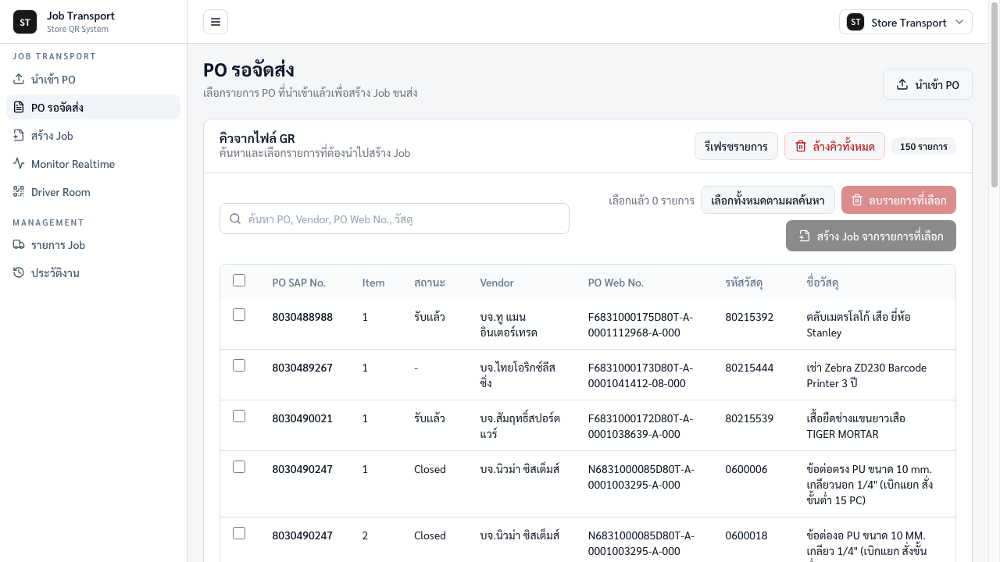 ST
Job Transport
Store QR System
ST
Store Transport
JOB TRANSPORT
นำเข้า PO
PO รอจัดส่ง
สร้าง Job
Monitor Realtime
Driver Room
MANAGEMENT
รายการ Job
ประวัติงาน
PO รอจัดส่ง
เลือกรายการ PO ที่นำเข้าแล้วเพื่อสร้าง Job ขนส่ง
นำเข้า PO
คิวจากไฟล์ GR
ค้นหาและเลือกรายการที่ต้องนำไปสร้าง Job
รีเฟรชรายการ
ล้างคิวทั้งหมด
150 รายการ
ค้นหา PO, Vendor, PO Web No., วัสดุ
เลือกแล้ว 0 รายการ
เลือกทั้งหมดตามผลค้นหา
ลบรายการที่เลือก
สร้าง Job จากรายการที่เลือก
PO SAP No. Item สถานะ Vendor PO Web No. รหัสวัสดุ ชื่อวัสดุ
8030488988 1 รับแล้ว บจ.ทู แมน F6831000175D80T-A- 80215392 ตลับเมตรโลโก้ เสือ ยี่ห้อ
อินเตอร์เทรด 0001112968-A-000 Stanley
8030489267 1 - บจ.ไทยโอริกซ์ลีส F6831000173D80T-A- 80215444 เช่า Zebra ZD230 Barcode
ซิ่ง 0001041412-08-000 Printer 3 ปี
8030490021 1 รับแล้ว บจ.สัมฤทธิ์สปอร์ต F6831000172D80T-A- 80215539 เสื้อยืดช่างแขนยาวเสือ
แวร์ 0001038639-A-000 TIGER MORTAR
8030490247 1 Closed บจ.นิวม่า ซิสเต็มส์ N6831000085D80T-A- 0600006 ข้อต่อตรง PU ขนาด 10 mm.
0001003295-A-000 เกลียวนอก 1/4" (เบิกแยก สั่ง
ขั้นต่ำ 15 PC)
8030490247 2 Closed บจ.นิวม่า ซิสเต็มส์ N6831000085D80T-A- 0600018 ข้อต่องอ PU ขนาด 10 MM.
0001003295-A-000 เกลียว 1/4" (เบิกแยก สั่งขั้น